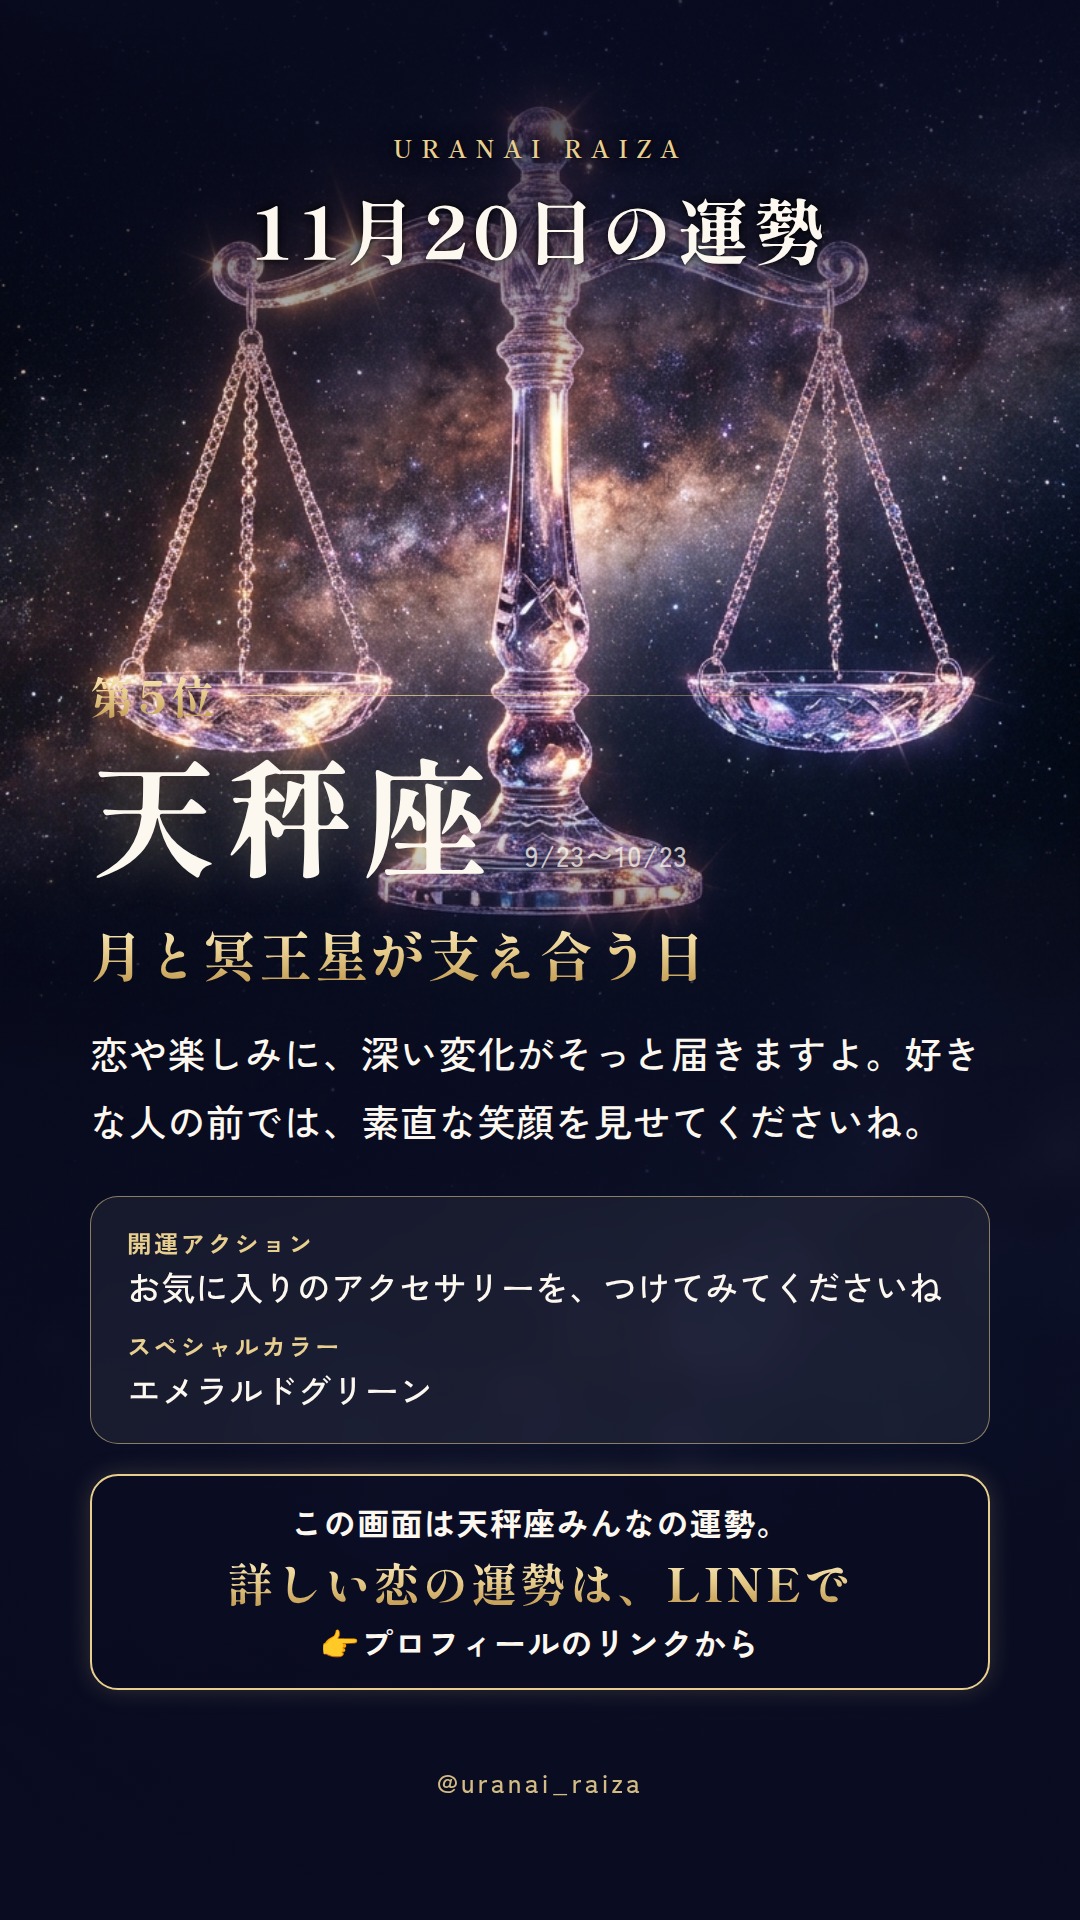 URANAI RAIZA
11月20日の運勢
第5位
天秤座 9/23〜10/23
月と冥王星が支え合う日
恋や楽しみに、深い変化がそっと届きますよ。好き
な人の前では、素直な笑顔を見せてくださいね。
開運アクション
お気に入りのアクセサリーを、つけてみてくださいね
スペシャルカラー
エメラルドグリーン
この画面は天秤座みんなの運勢。
詳しい恋の運勢は、LINEで
👉プロフィールのリンクから
@uranai_raiza